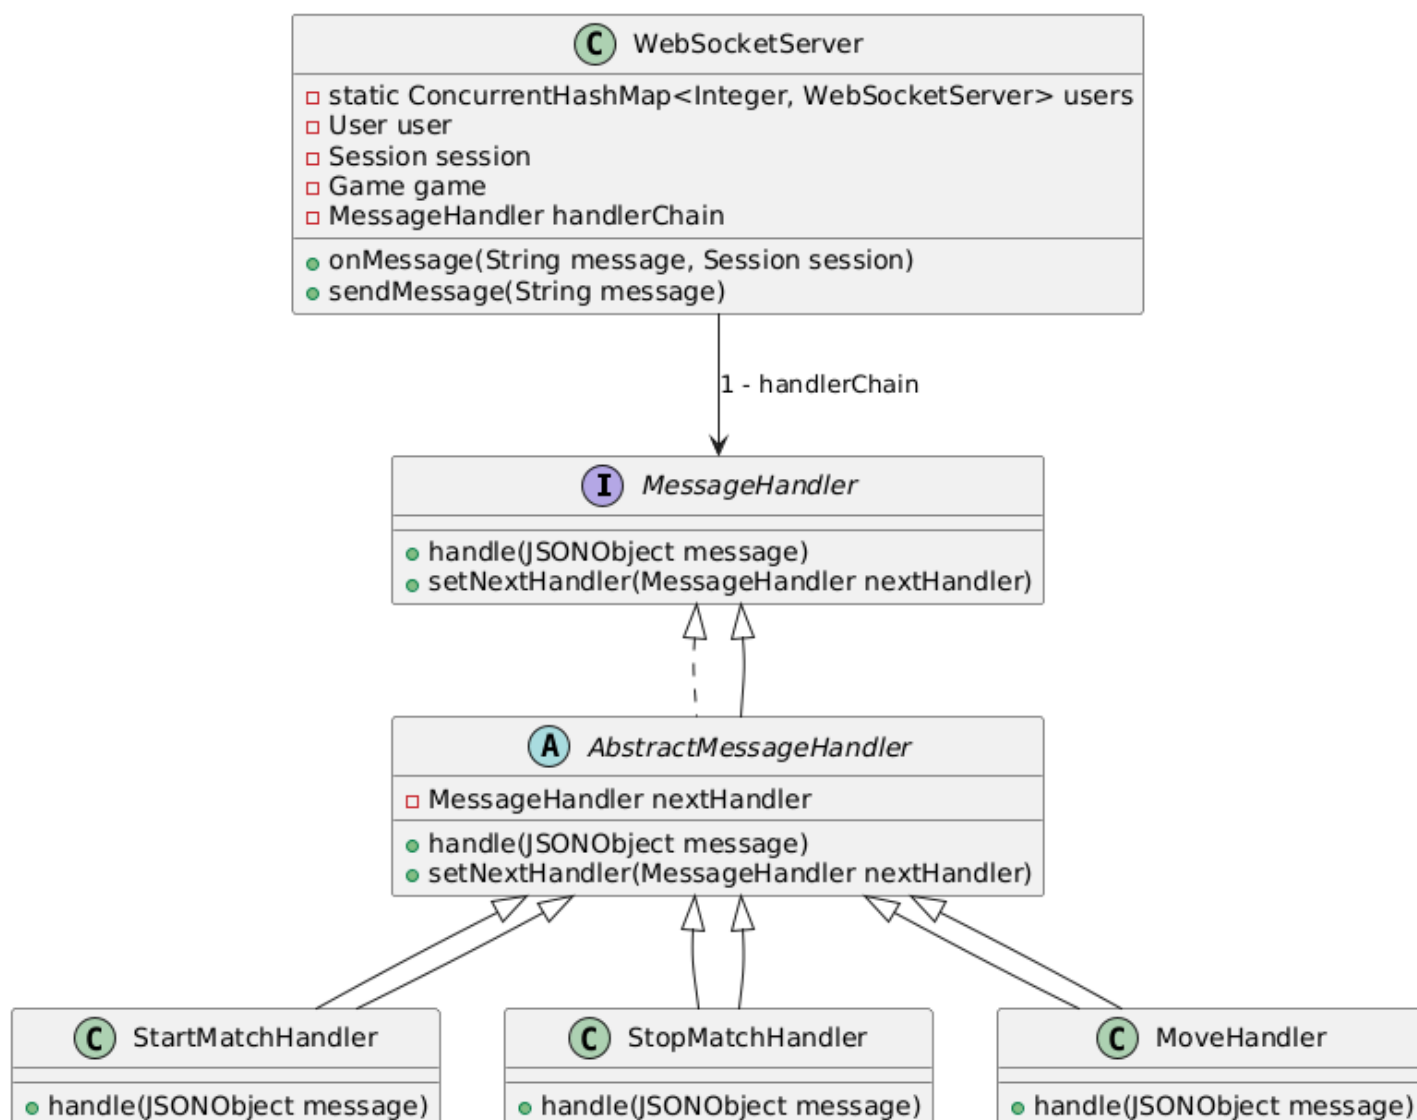 C WebSocketServer
static ConcurrentHashMap<Integer, WebSocketServer> users
User user
Session session
Game game
MessageHandler handlerChain
onMessage(String message, Session session)
sendMessage(String message)
1 - handlerChain
I MessageHandler
handle(JSONObject message)
setNextHandler(MessageHandler nextHandler)
A AbstractMessageHandler
MessageHandler nextHandler
handle(JSONObject message)
setNextHandler(MessageHandler nextHandler)
C StartMatchHandler
handle(JSONObject message)
C StopMatchHandler
handle(JSONObject message)
C MoveHandler
handle(JSONObject message)